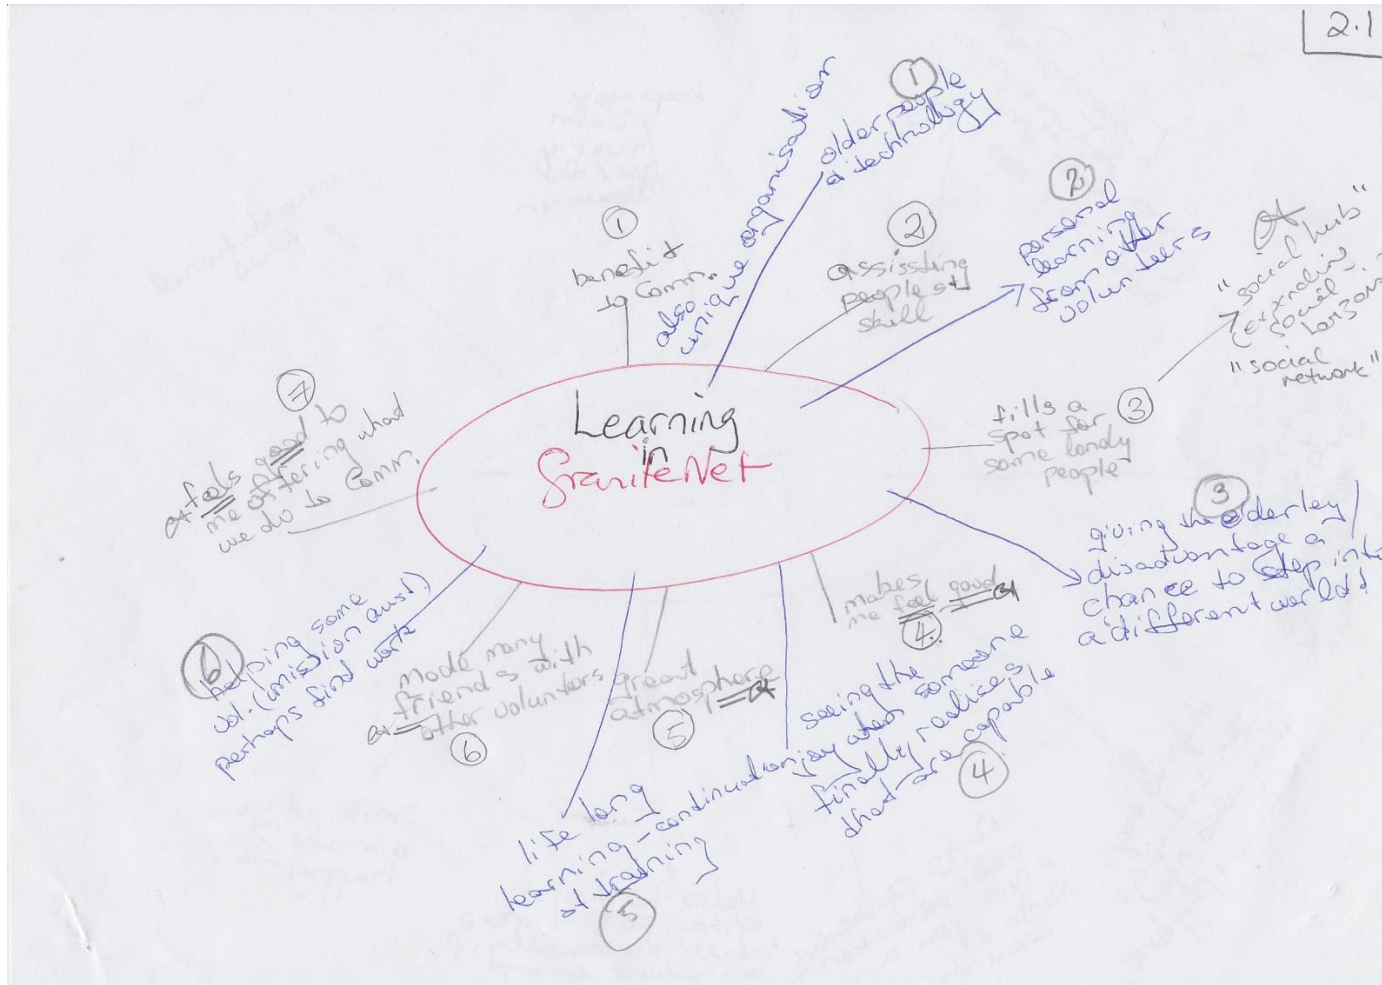 2.1
Learning
in
GraniteNet
1
benefit
to Comm.
also
unique organisation
1
older people
& technology
2
assissting
people at
skill
2
personal
learning
from other
volunteers
3
fills a
spot for
some lonely
people
"social hub"
social
"social
network"
3
giving the elderley/
disadvantage a
chance to step into
a different world!
makes
me feel good
4.
seeing the
joy when someone
finally realises
that are capable
4
great
atmosphere
5
life long
learning - continuation
of training
5
made many
friends with
other volunters
6
6
helping some
vol. (mission aust)
perhaps find work
7
feels good to
me offering what
we do to Comm.